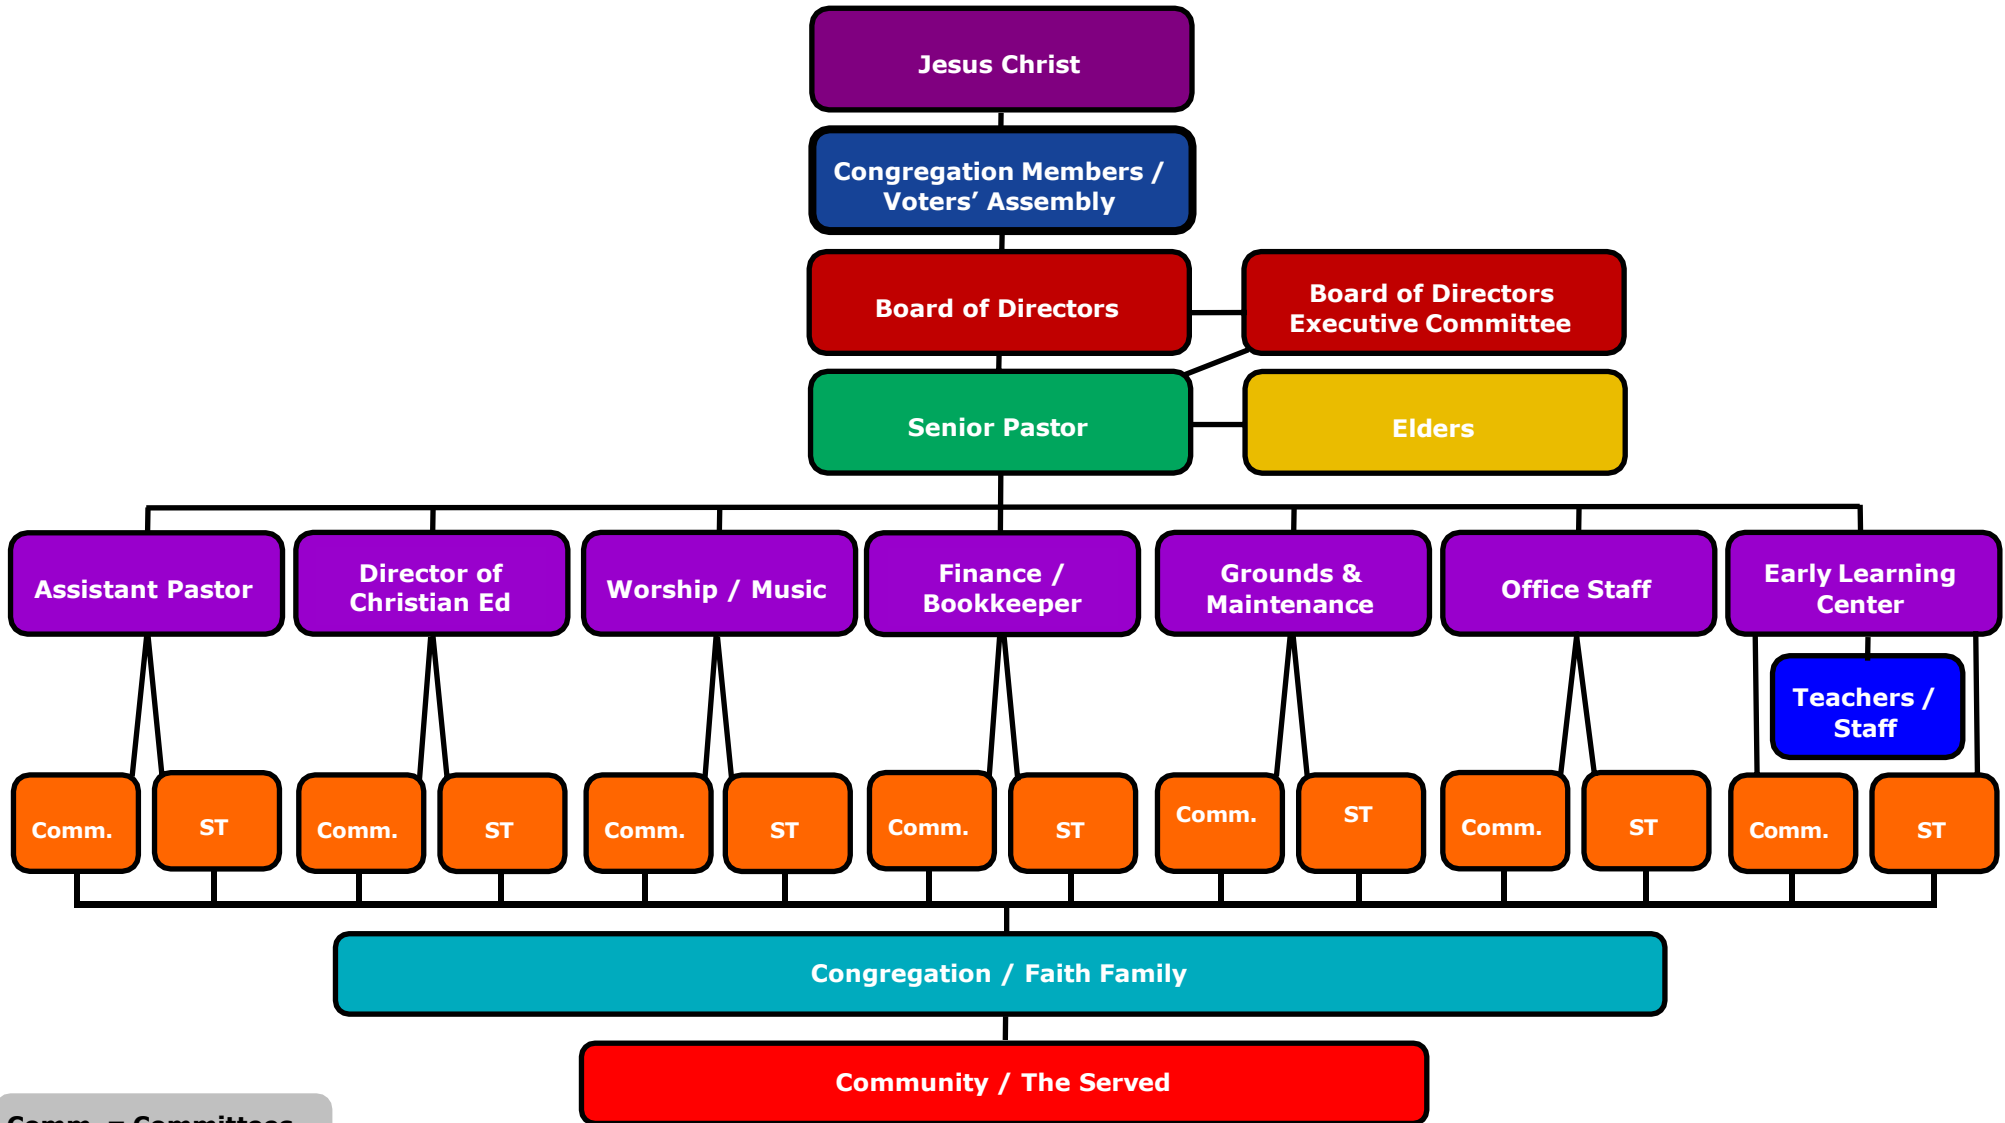 Jesus Christ
Congregation Members /
Voters’ Assembly
Board of Directors
Board of Directors
Executive Committee
Senior Pastor
Elders
Assistant Pastor
Director of
Christian Ed
Worship / Music
Finance /
Bookkeeper
Grounds &
Maintenance
Office Staff
Early Learning
Center
Teachers /
Staff
Comm.
ST
Comm.
ST
Comm.
ST
Comm.
ST
Comm.
ST
Comm.
ST
Comm.
ST
Congregation / Faith Family
Community / The Served
Comm. = Committees